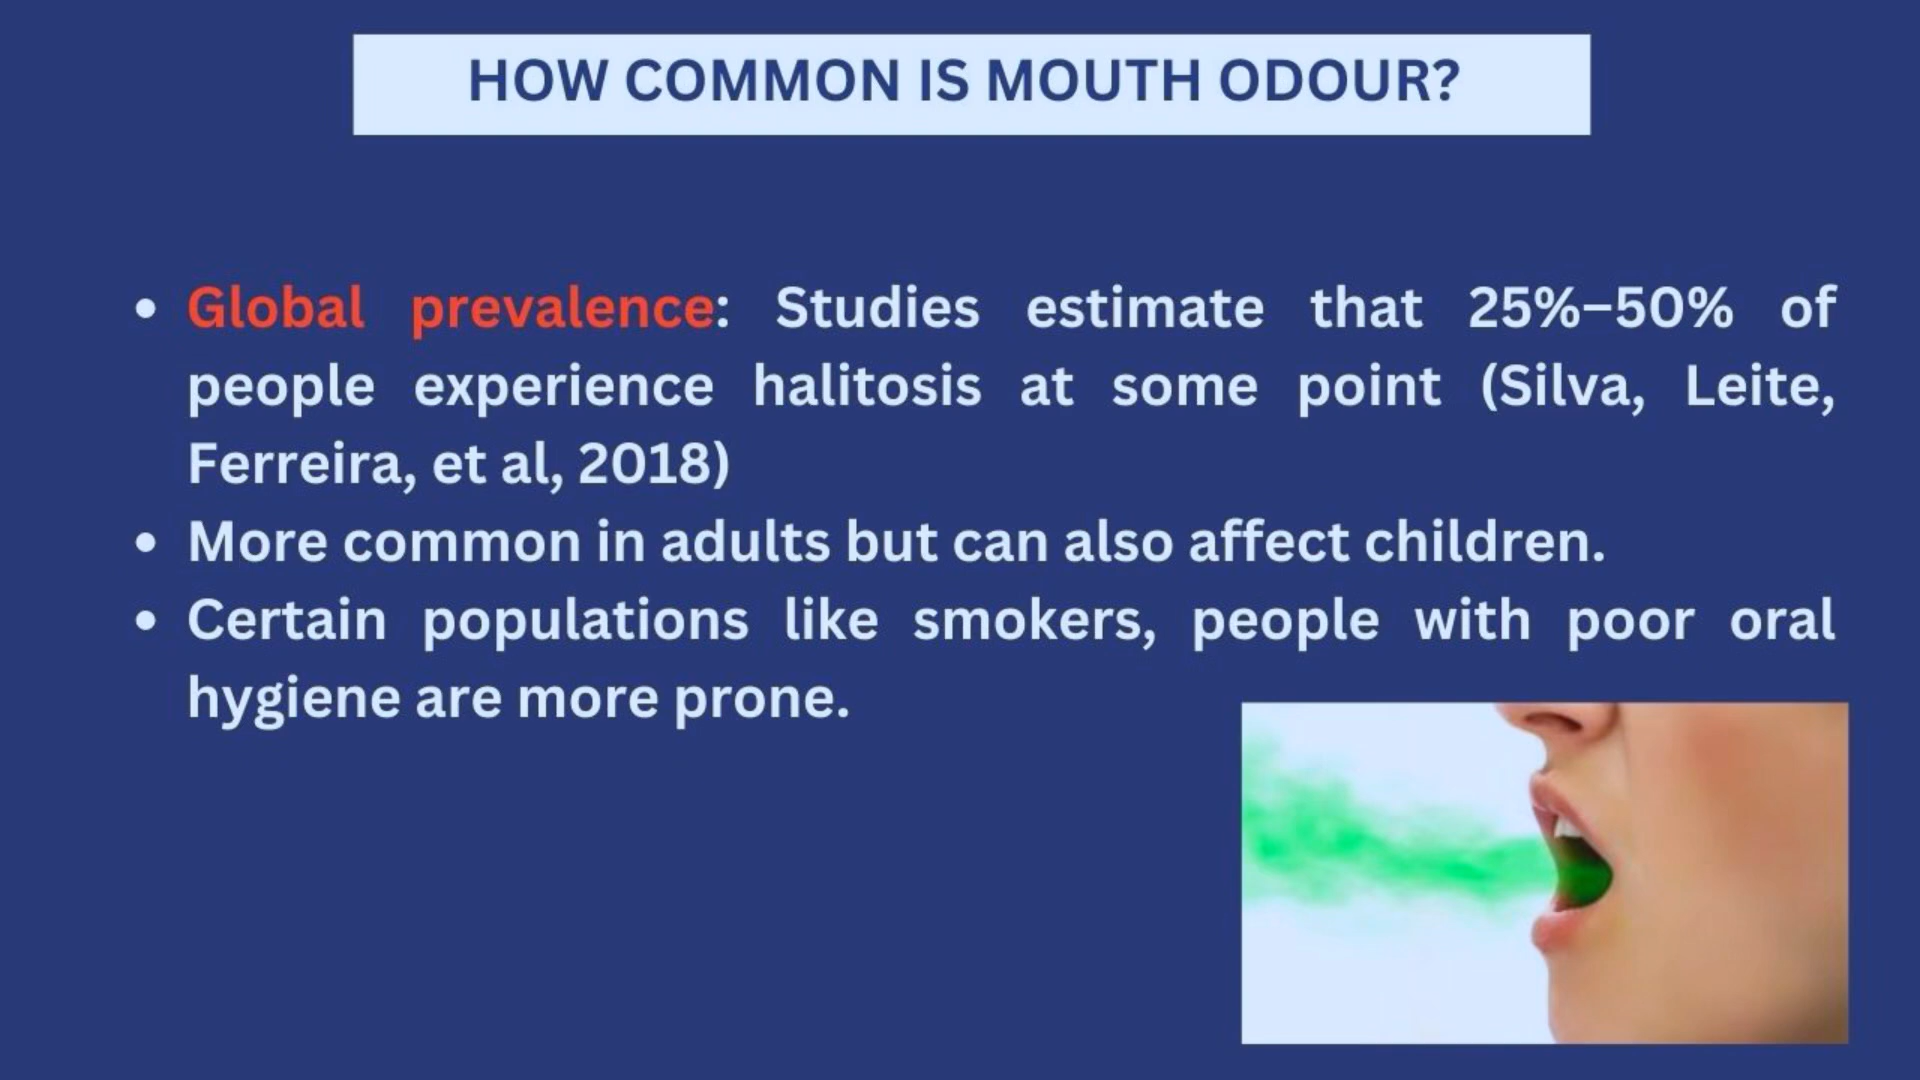 HOW COMMON IS MOUTH ODOUR?
• Global prevalence: Studies estimate that 25%–50% of
people experience halitosis at some point (Silva, Leite,
Ferreira, et al, 2018)
• More common in adults but can also affect children.
• Certain populations like smokers, people with poor oral
hygiene are more prone.